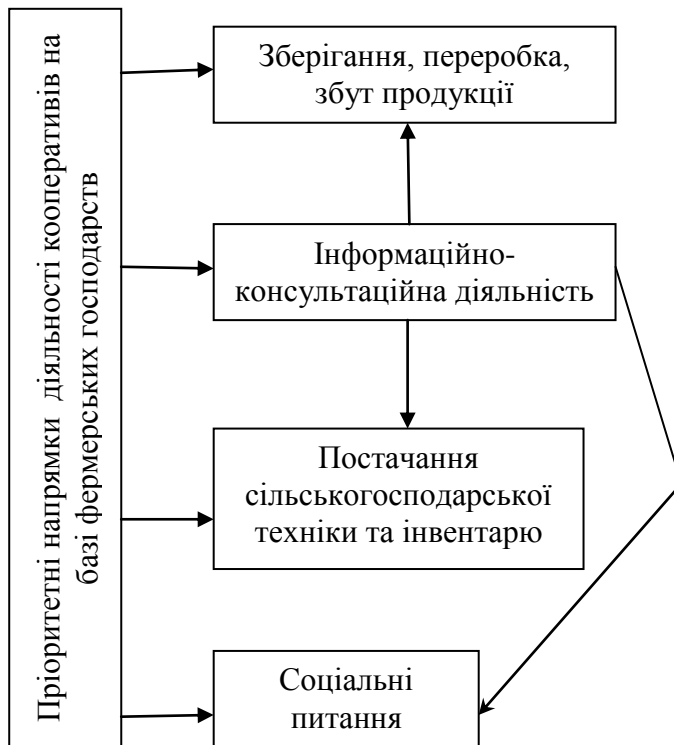 Пріоритетні напрямки діяльності кооперативів на
базі фермерських господарств
Зберігання, переробка,
збут продукції
Інформаційно-
консультаційна діяльність
Постачання
сільськогосподарської
техніки та інвентарю
Соціальні
питання